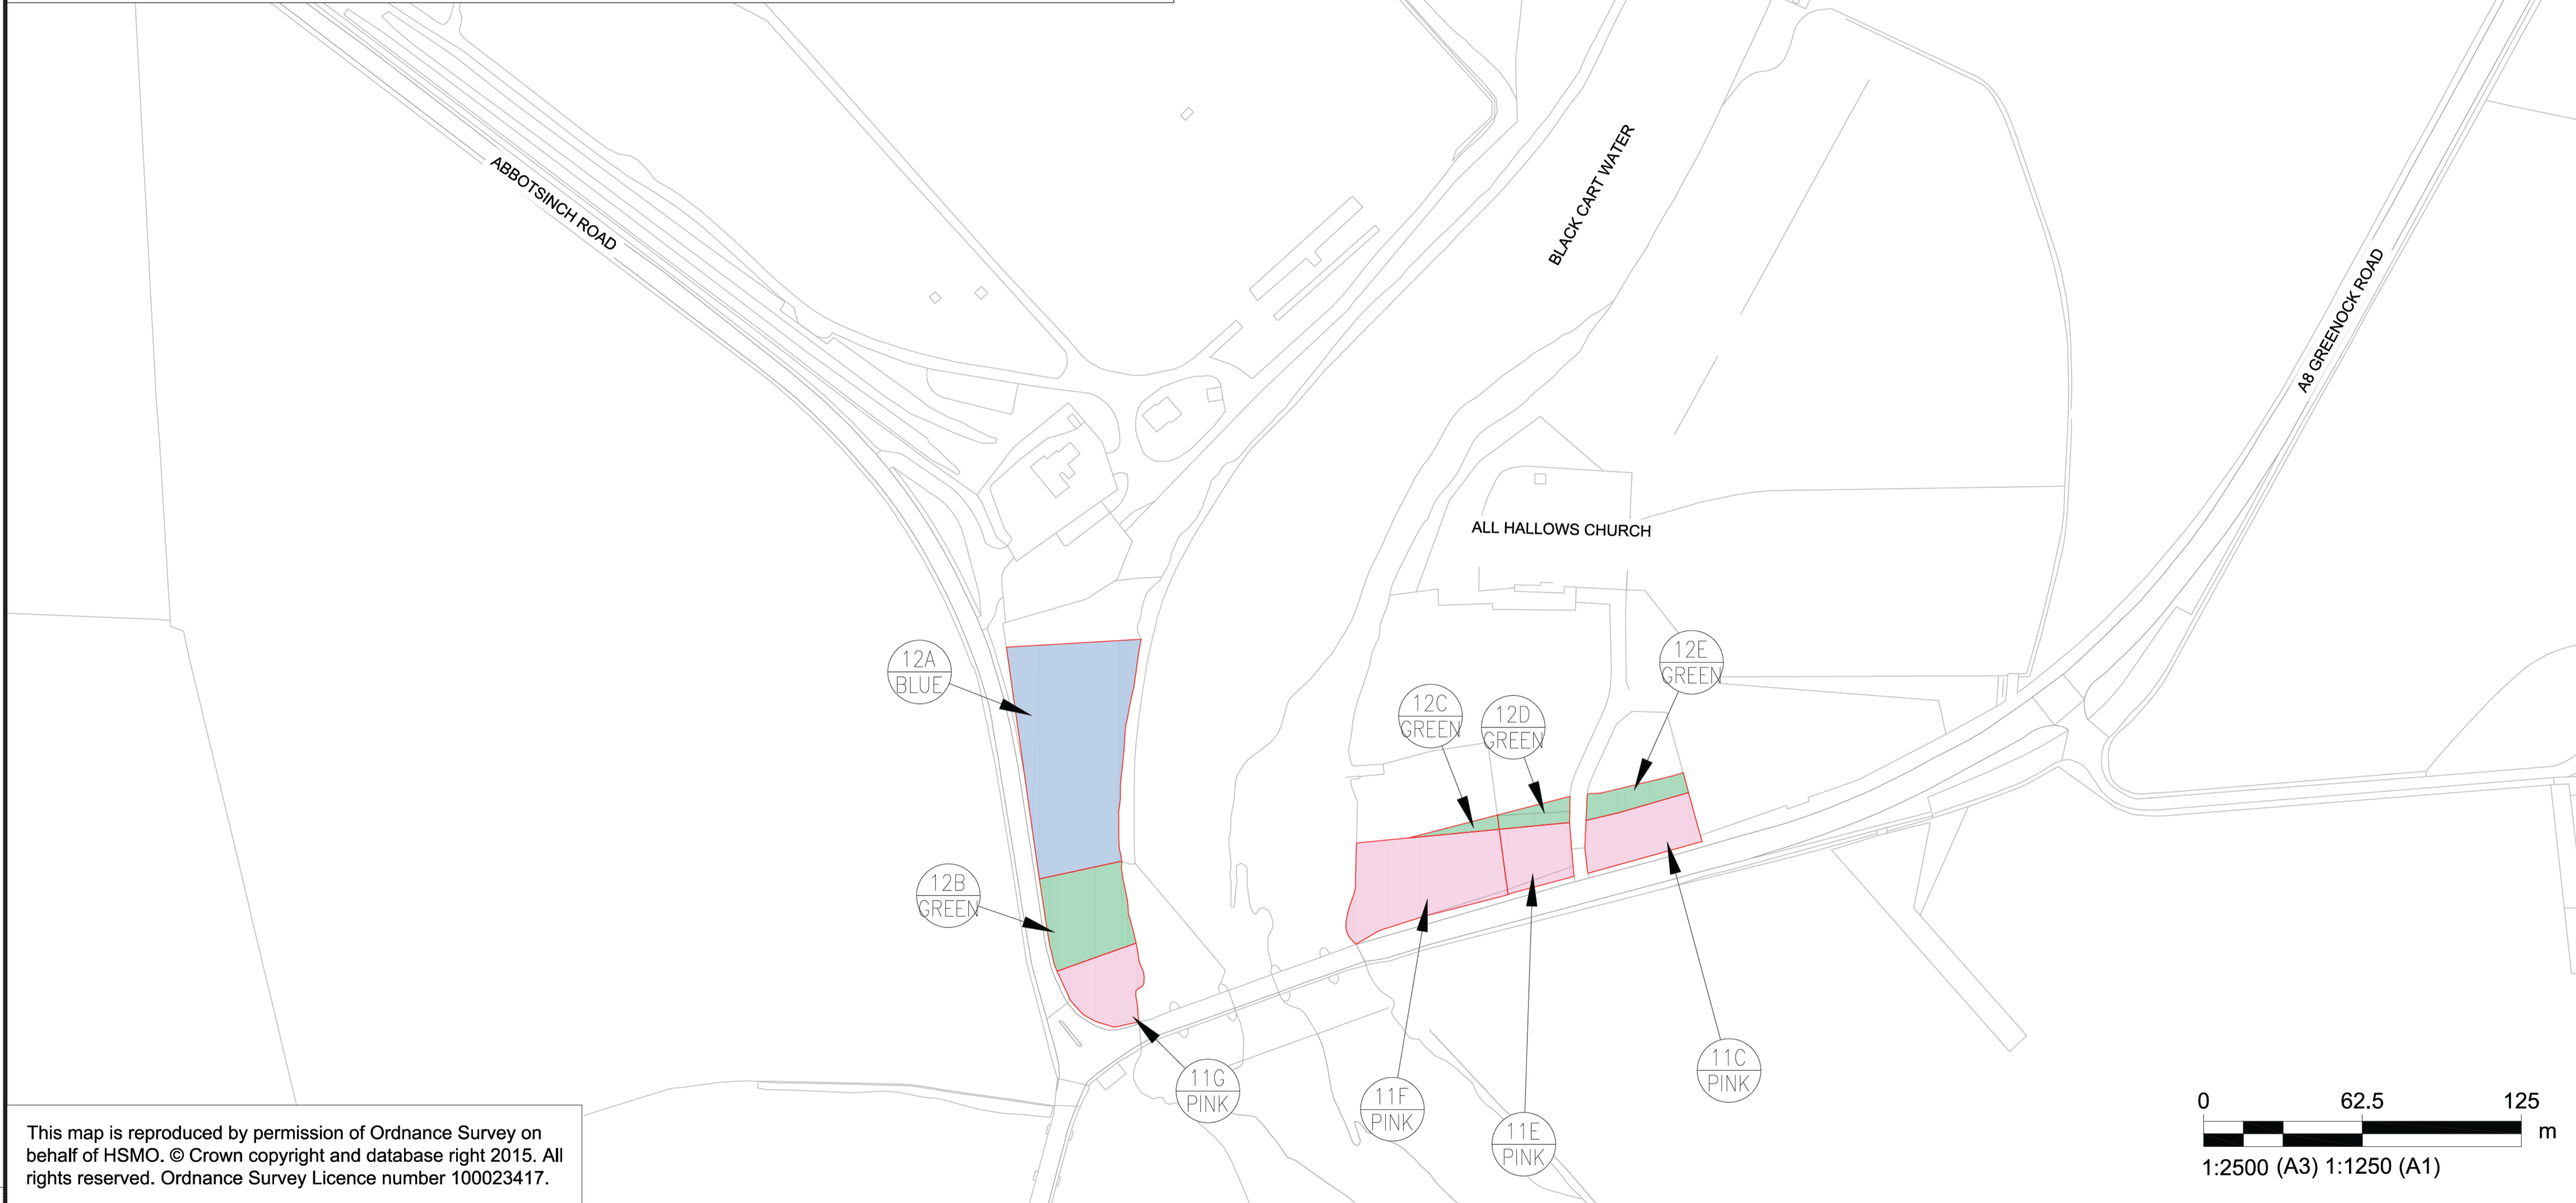 ABBOTSINCH ROAD
BLACK CART WATER
A8 GREENOCK ROAD
ALL HALLOWS CHURCH
12A
BLUE
12B
GREEN
12C
GREEN
12D
GREEN
12E
GREEN
11G
PINK
11F
PINK
11E
PINK
11C
PINK
This map is reproduced by permission of Ordnance Survey on
behalf of HSMO. © Crown copyright and database right 2015. All
rights reserved. Ordnance Survey Licence number 100023417.
0 62.5 125
m
1:2500 (A3) 1:1250 (A1)